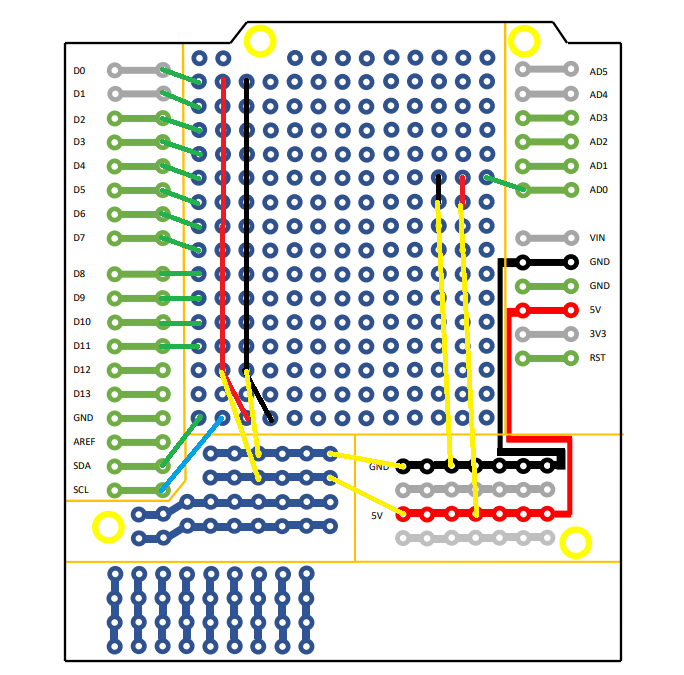 D0
D1
D2
D3
D4
D5
D6
D7
D8
D9
D10
D11
D12
D13
GND
AREF
SDA
SCL
AD5
AD4
AD3
AD2
AD1
AD0
VIN
GND
GND
5V
3V3
RST
GND
5V